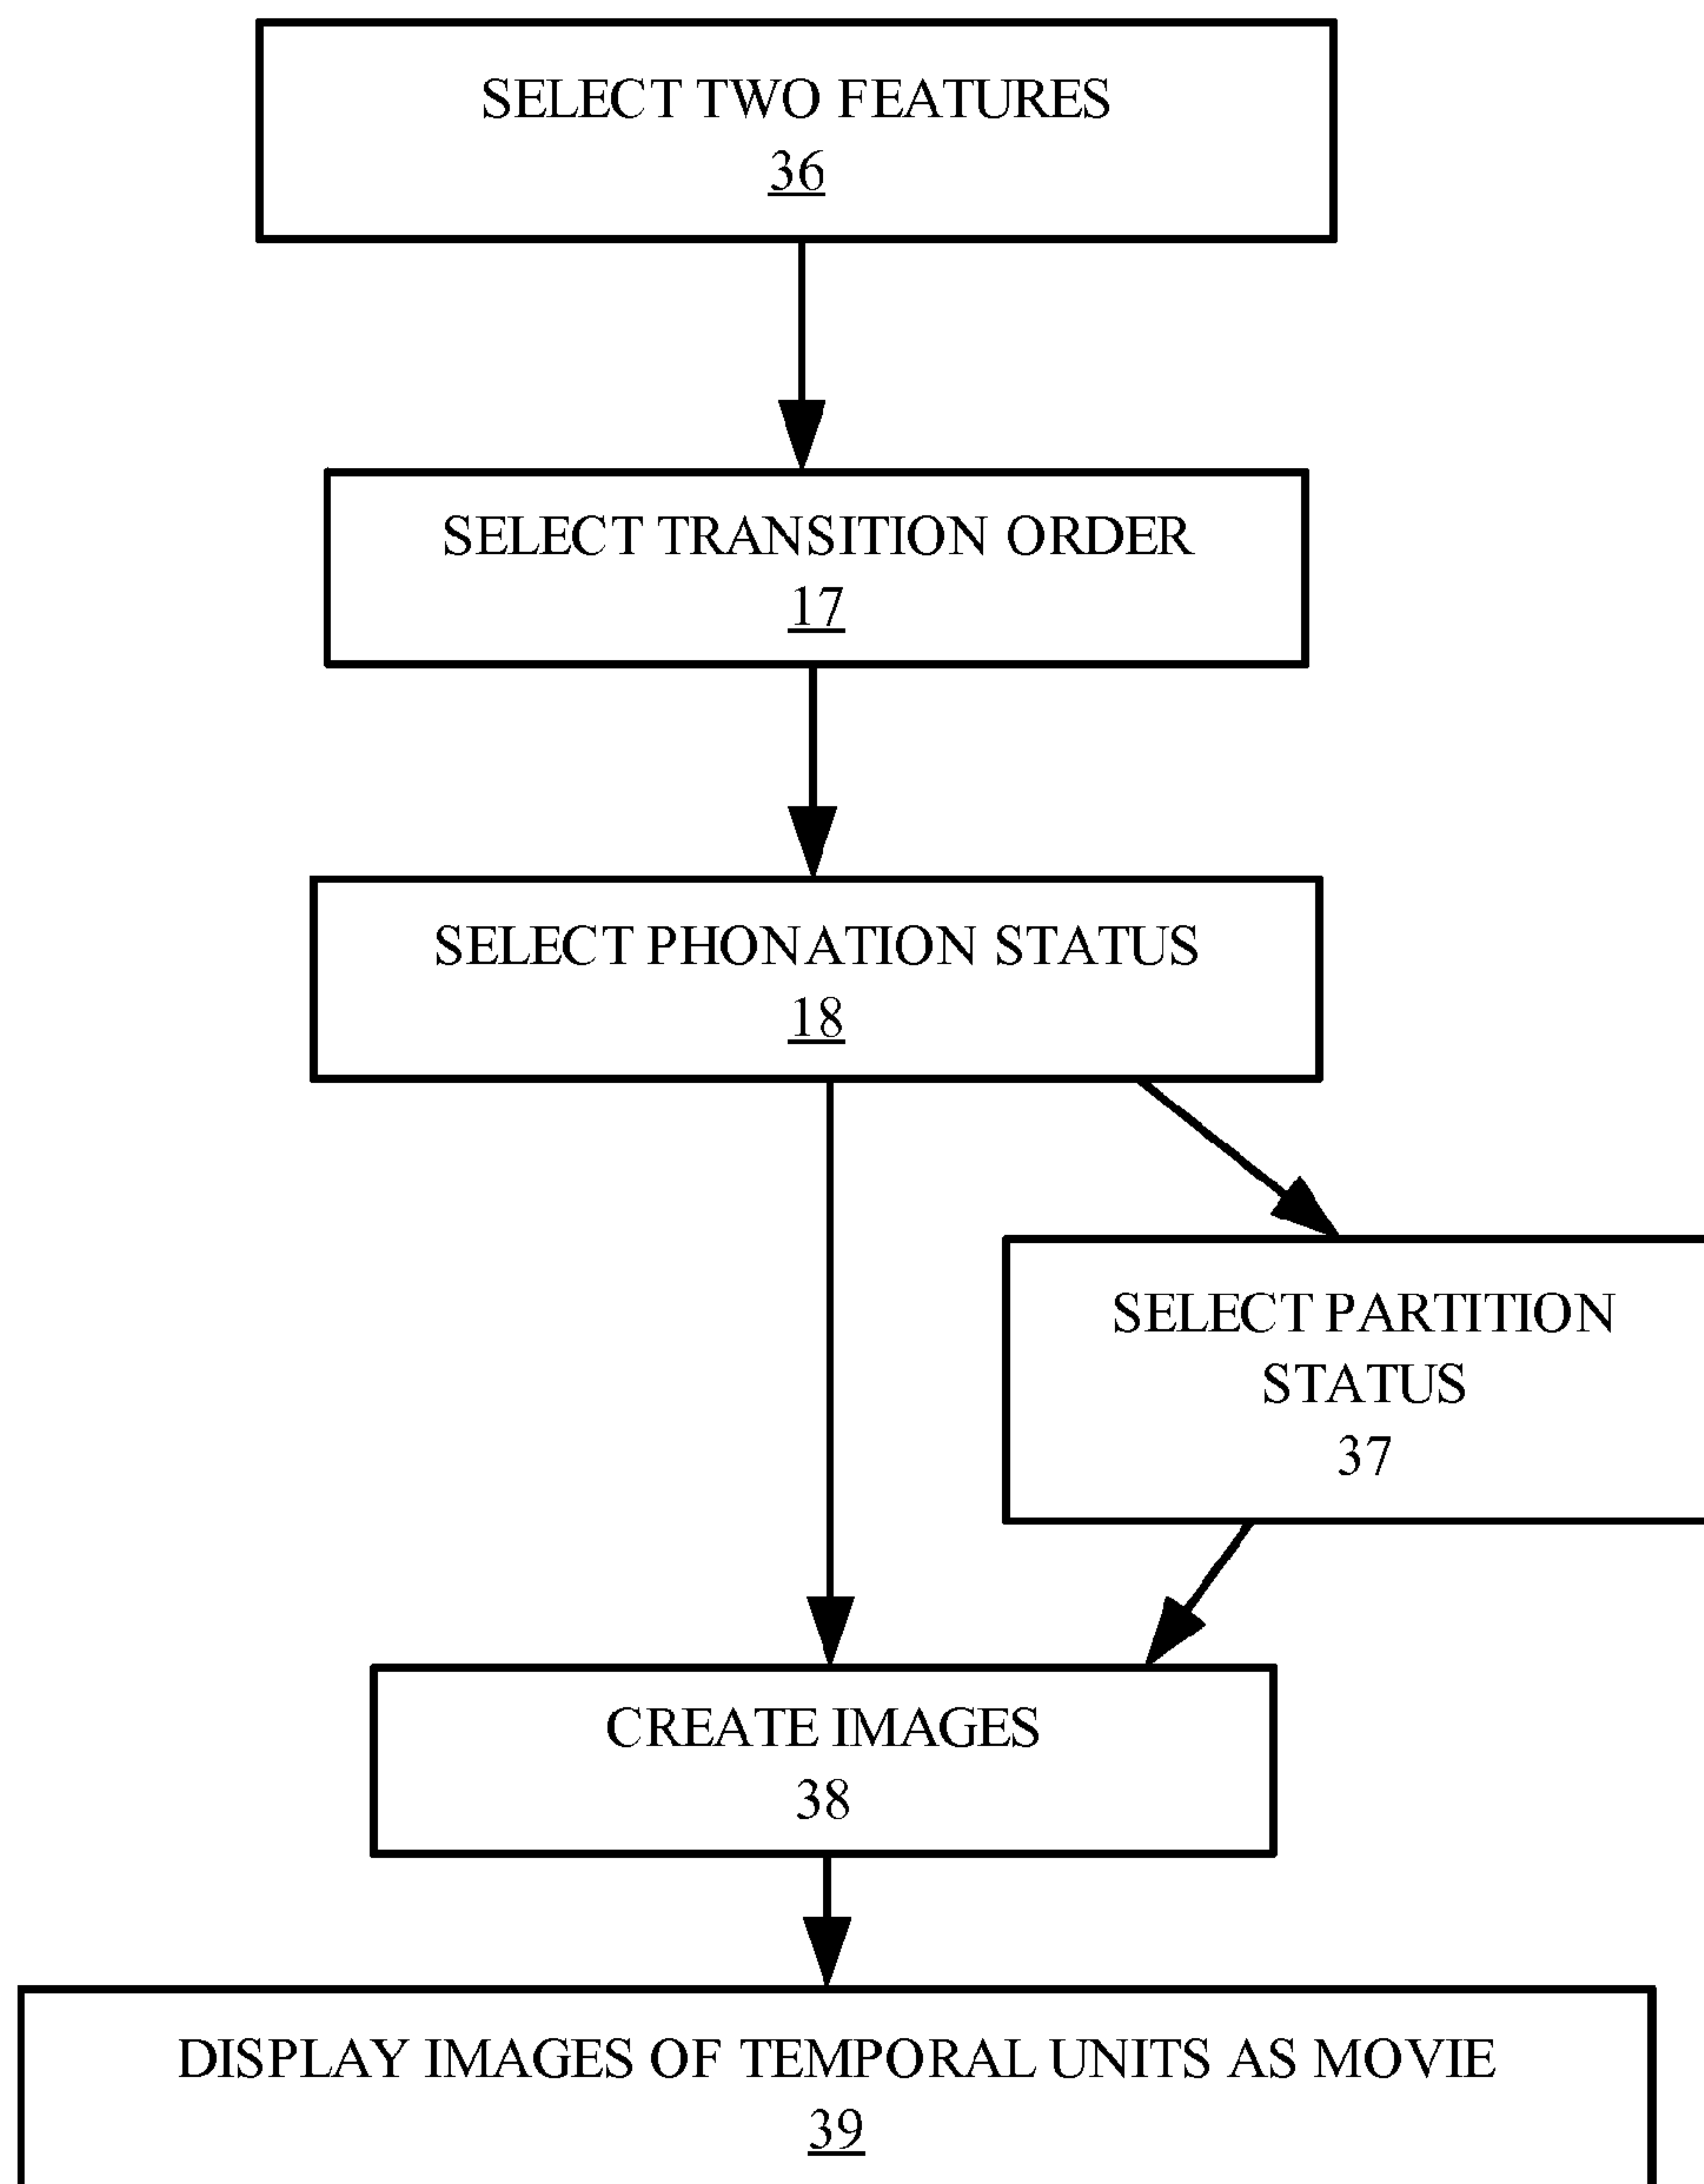 SELECT TWO FEATURES
36
SELECT TRANSITION ORDER
17
SELECT PHONATION STATUS
18
SELECT PARTITION
STATUS
37
CREATE IMAGES
38
DISPLAY IMAGES OF TEMPORAL UNITS AS MOVIE
39